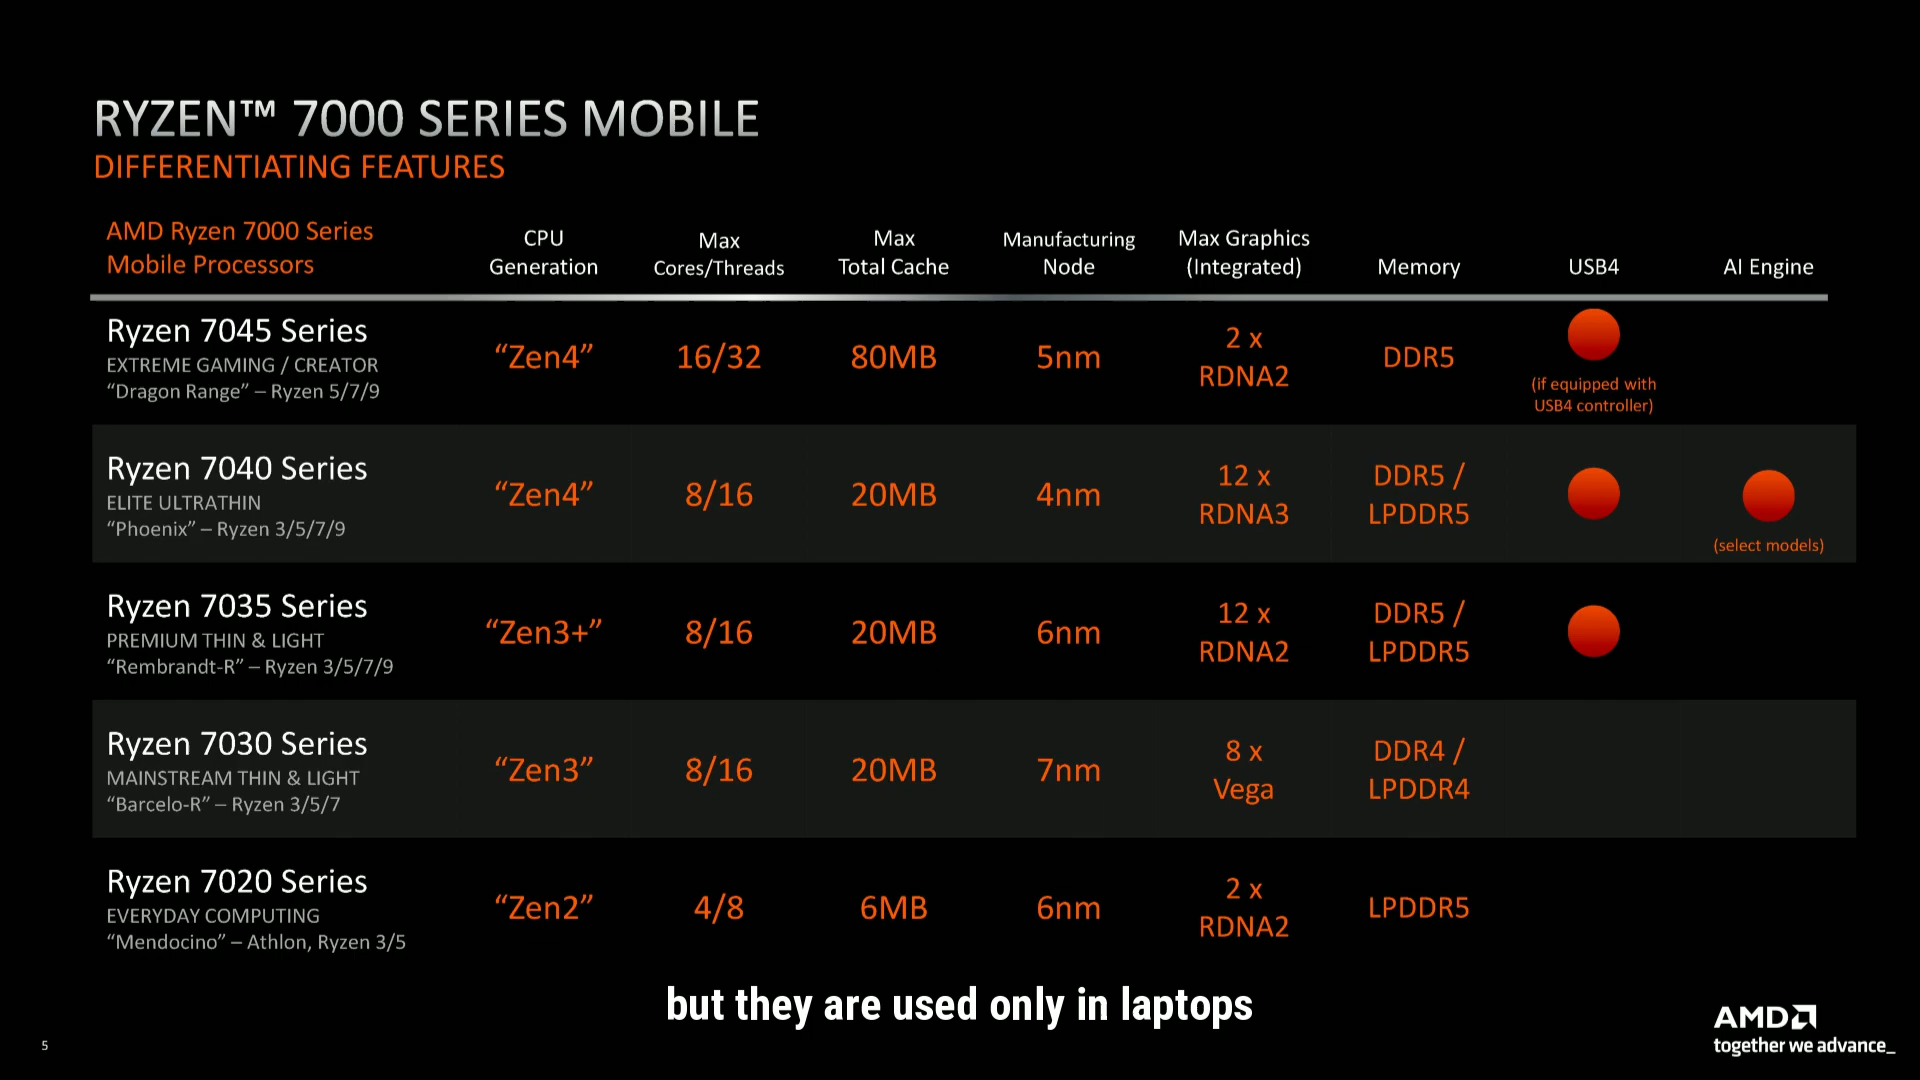 RYZEN™ 7000 SERIES MOBILE
DIFFERENTIATING FEATURES
AMD Ryzen 7000 Series
Mobile Processors
CPU
Generation
Max
Cores/Threads
Max
Total Cache
Manufacturing
Node
Max Graphics
(Integrated)
Memory
USB4
AI Engine
Ryzen 7045 Series
EXTREME GAMING / CREATOR
“Dragon Range” – Ryzen 5/7/9
“Zen4”
16/32
80MB
5nm
2 x
RDNA2
DDR5
(if equipped with
USB4 controller)
Ryzen 7040 Series
ELITE ULTRATHIN
“Phoenix” – Ryzen 3/5/7/9
“Zen4”
8/16
20MB
4nm
12 x
RDNA3
DDR5 /
LPDDR5
(select models)
Ryzen 7035 Series
PREMIUM THIN & LIGHT
“Rembrandt-R” – Ryzen 3/5/7/9
“Zen3+”
8/16
20MB
6nm
12 x
RDNA2
DDR5 /
LPDDR5
Ryzen 7030 Series
MAINSTREAM THIN & LIGHT
“Barcelo-R” – Ryzen 3/5/7
“Zen3”
8/16
20MB
7nm
8 x
Vega
DDR4 /
LPDDR4
Ryzen 7020 Series
EVERYDAY COMPUTING
“Mendocino” – Athlon, Ryzen 3/5
“Zen2”
4/8
6MB
6nm
2 x
RDNA2
LPDDR5
but they are used only in laptops
5
AMD
together we advance_